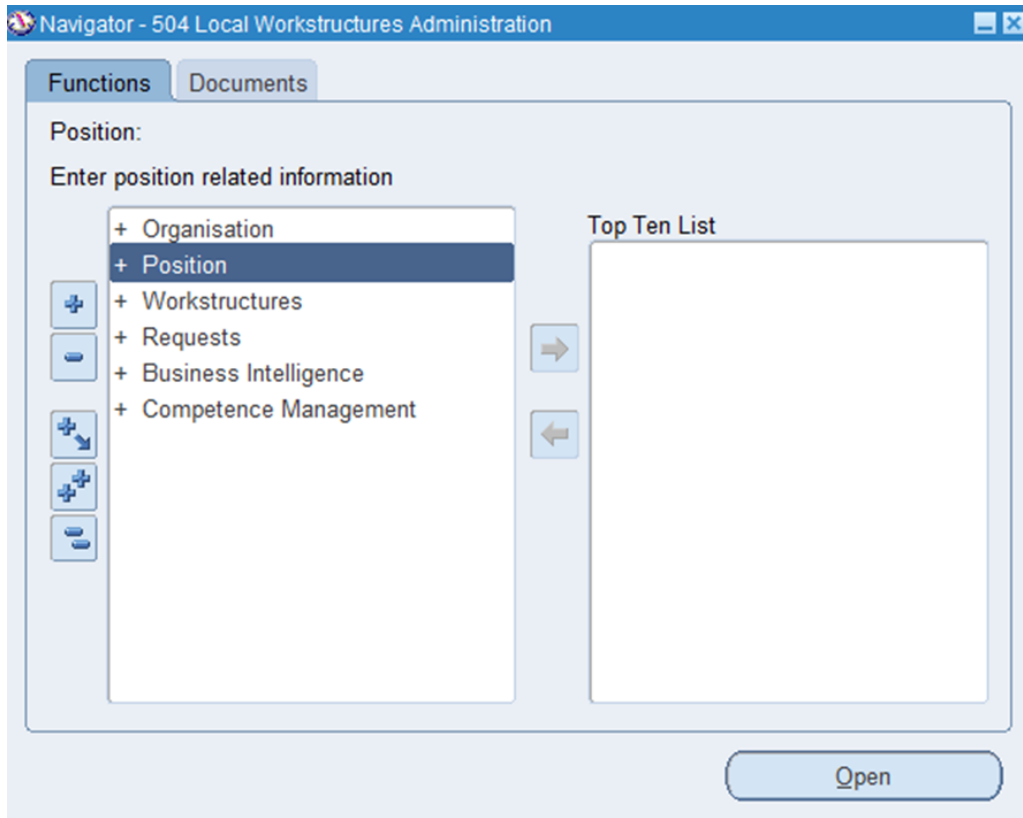 Navigator - 504 Local Workstructures Administration
Functions Documents
Position:
Enter position related information
+ Organisation
+ Position
+ Workstructures
+ Requests
+ Business Intelligence
+ Competence Management
Top Ten List
Open